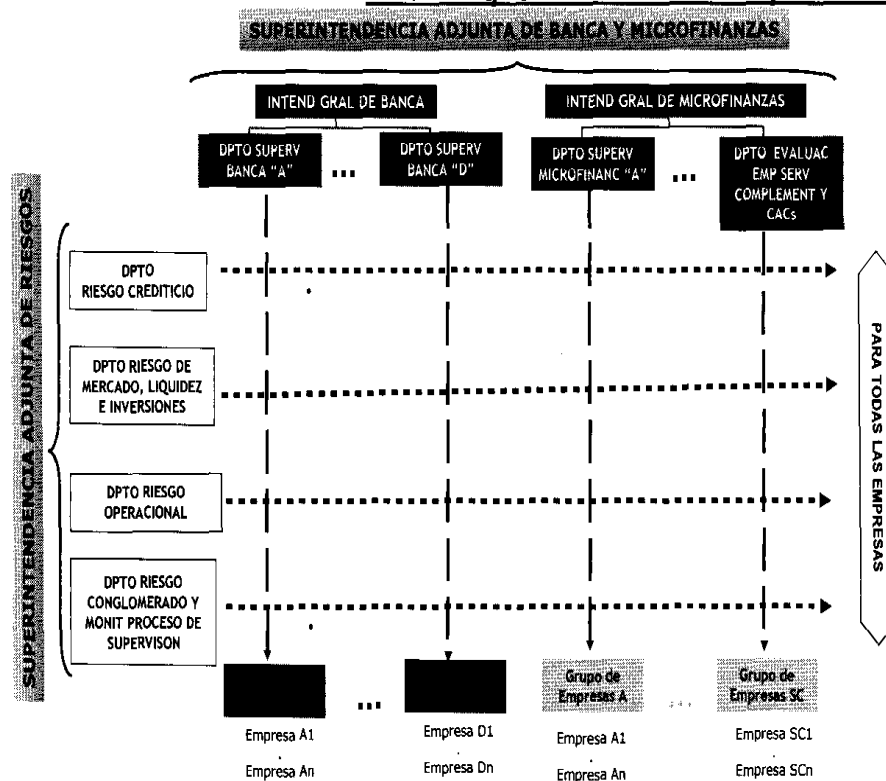 SUPERINTENDENCIA ADJUNTA DE BANCA Y MICROFINANZAS
INTEND GRAL DE BANCA
INTEND GRAL DE MICROFINANZAS
DPTO SUPERV
BANCA "A"
...
DPTO SUPERV
BANCA "D"
DPTO SUPERV
MICROFINANC "A"
...
DPTO EVALUAC
EMP SERV
COMPLEMENT Y
CACs
SUPERINTENDENCIA ADJUNTA DE RIESGOS
DPTO
RIESGO CREDITICIO
DPTO RIESGO DE
MERCADO, LIQUIDEZ
E INVERSIONES
DPTO RIESGO
OPERACIONAL
DPTO RIESGO
CONGLOMERADO Y
MONIT PROCESO DE
SUPERVISON
PARA TODAS LAS EMPRESAS
...
Grupo de
Empresas A
...
Grupo de
Empresas SC
Empresa A1
.
Empresa An
Empresa D1
.
Empresa Dn
Empresa A1
.
Empresa An
Empresa SC1
.
Empresa SCn